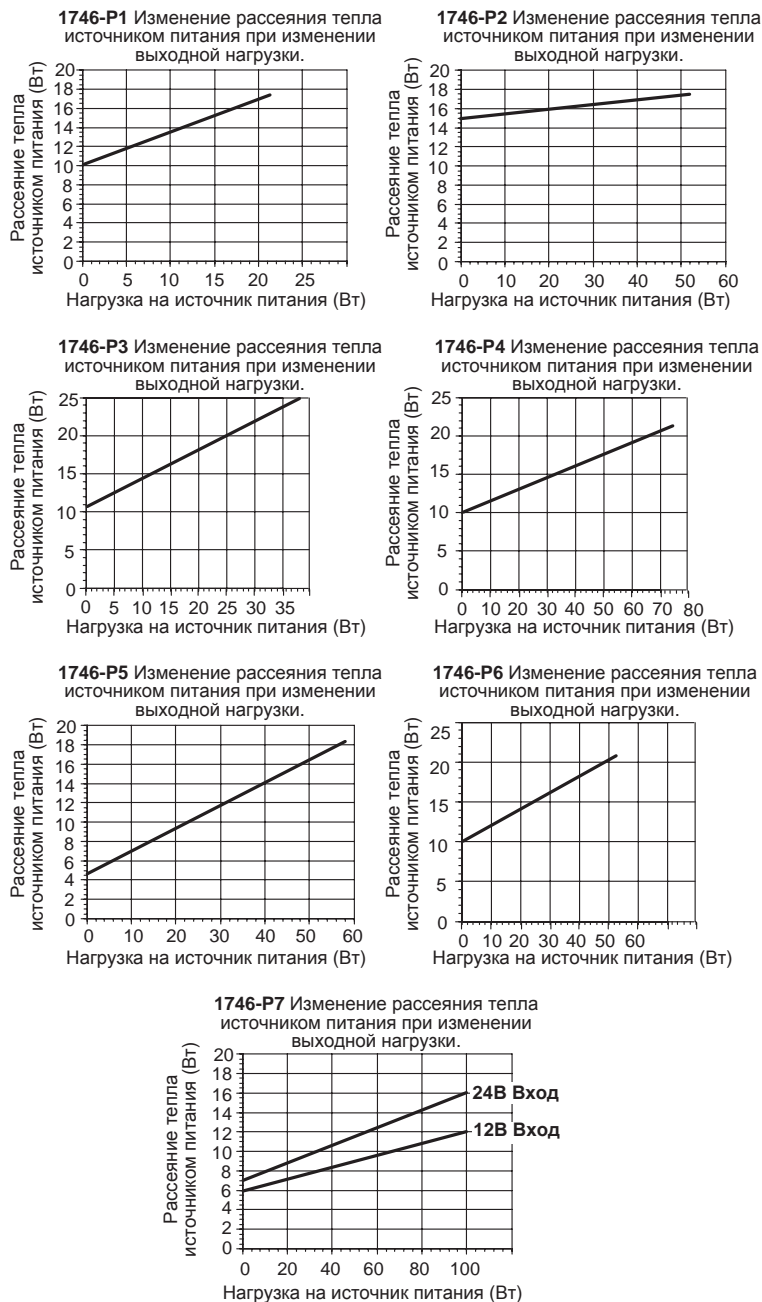 1746-P1 Изменение рассеяния тепла
источником питания при изменении
выходной нагрузки.
Рассеяние тепла
источником питания (Вт)
20
18
16
14
12
10
8
6
4
2
0
0 5 10 15 20 25
Нагрузка на источник питания (Вт)
1746-P2 Изменение рассеяния тепла
источником питания при изменении
выходной нагрузки.
Рассеяние тепла
источником питания (Вт)
20
18
16
14
12
10
8
6
4
2
0
0 10 20 30 40 50 60
Нагрузка на источник питания (Вт)
1746-P3 Изменение рассеяния тепла
источником питания при изменении
выходной нагрузки.
Рассеяние тепла
источником питания (Вт)
25
20
15
10
5
0
0 5 10 15 20 25 30 35
Нагрузка на источник питания (Вт)
1746-P4 Изменение рассеяния тепла
источником питания при изменении
выходной нагрузки.
Рассеяние тепла
источником питания (Вт)
25
20
15
10
5
0
0 10 20 30 40 50 60 70 80
Нагрузка на источник питания (Вт)
1746-P5 Изменение рассеяния тепла
источником питания при изменении
выходной нагрузки.
Рассеяние тепла
источником питания (Вт)
20
18
16
14
12
10
8
6
4
2
0
0 10 20 30 40 50 60
Нагрузка на источник питания (Вт)
1746-P6 Изменение рассеяния тепла
источником питания при изменении
выходной нагрузки.
Рассеяние тепла
источником питания (Вт)
25
20
15
10
5
0
0 10 20 30 40 50 60
Нагрузка на источник питания (Вт)
1746-P7 Изменение рассеяния тепла
источником питания при изменении
выходной нагрузки.
Рассеяние тепла
источником питания (Вт)
20
18
16
14
12
10
8
6
4
2
0
24В Вход
12В Вход
0 20 40 60 80 100
Нагрузка на источник питания (Вт)